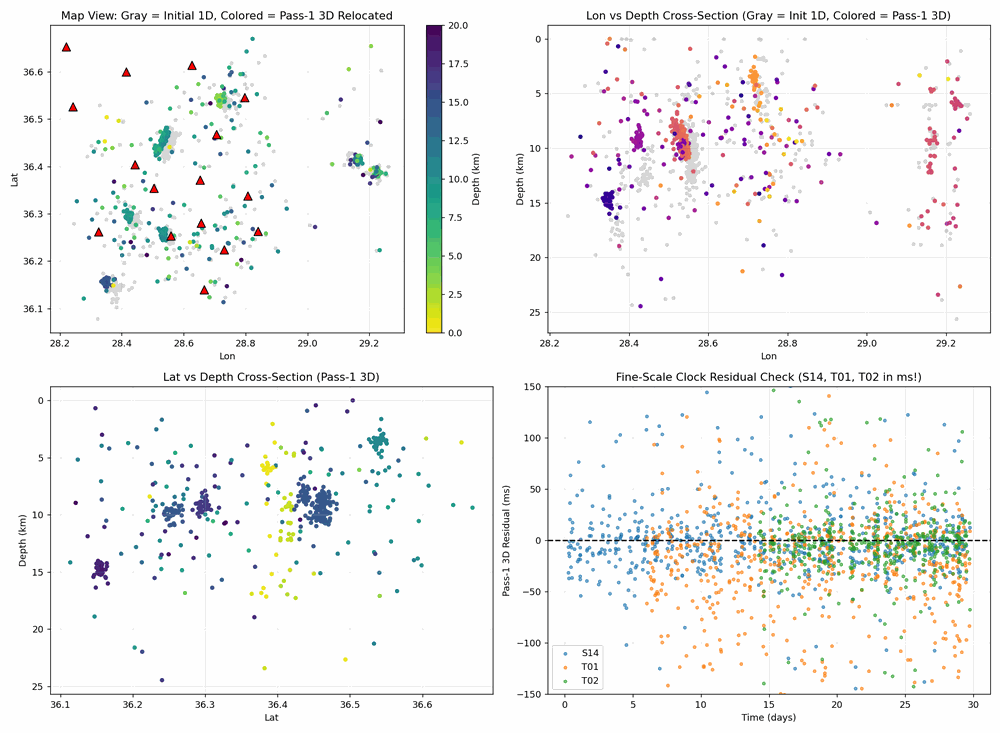 Map View: Gray = Initial 1D, Colored = Pass-1 3D Relocated
36.6
36.5
36.4
36.3
36.2
36.1
Lat
28.2 28.4 28.6 28.8 29.0 29.2
Lon
20.0
17.5
15.0
12.5
10.0
7.5
5.0
2.5
0.0
Depth (km)
Lon vs Depth Cross-Section (Gray = Init 1D, Colored = Pass-1 3D)
0
5
10
15
20
25
Depth (km)
28.2 28.4 28.6 28.8 29.0 29.2
Lon
Lat vs Depth Cross-Section (Pass-1 3D)
0
5
10
15
20
25
Depth (km)
36.1 36.2 36.3 36.4 36.5 36.6
Lat
Fine-Scale Clock Residual Check (S14, T01, T02 in ms!)
150
100
50
0
−50
−100
−150
Pass-1 3D Residual (ms)
S14
T01
T02
0 5 10 15 20 25 30
Time (days)